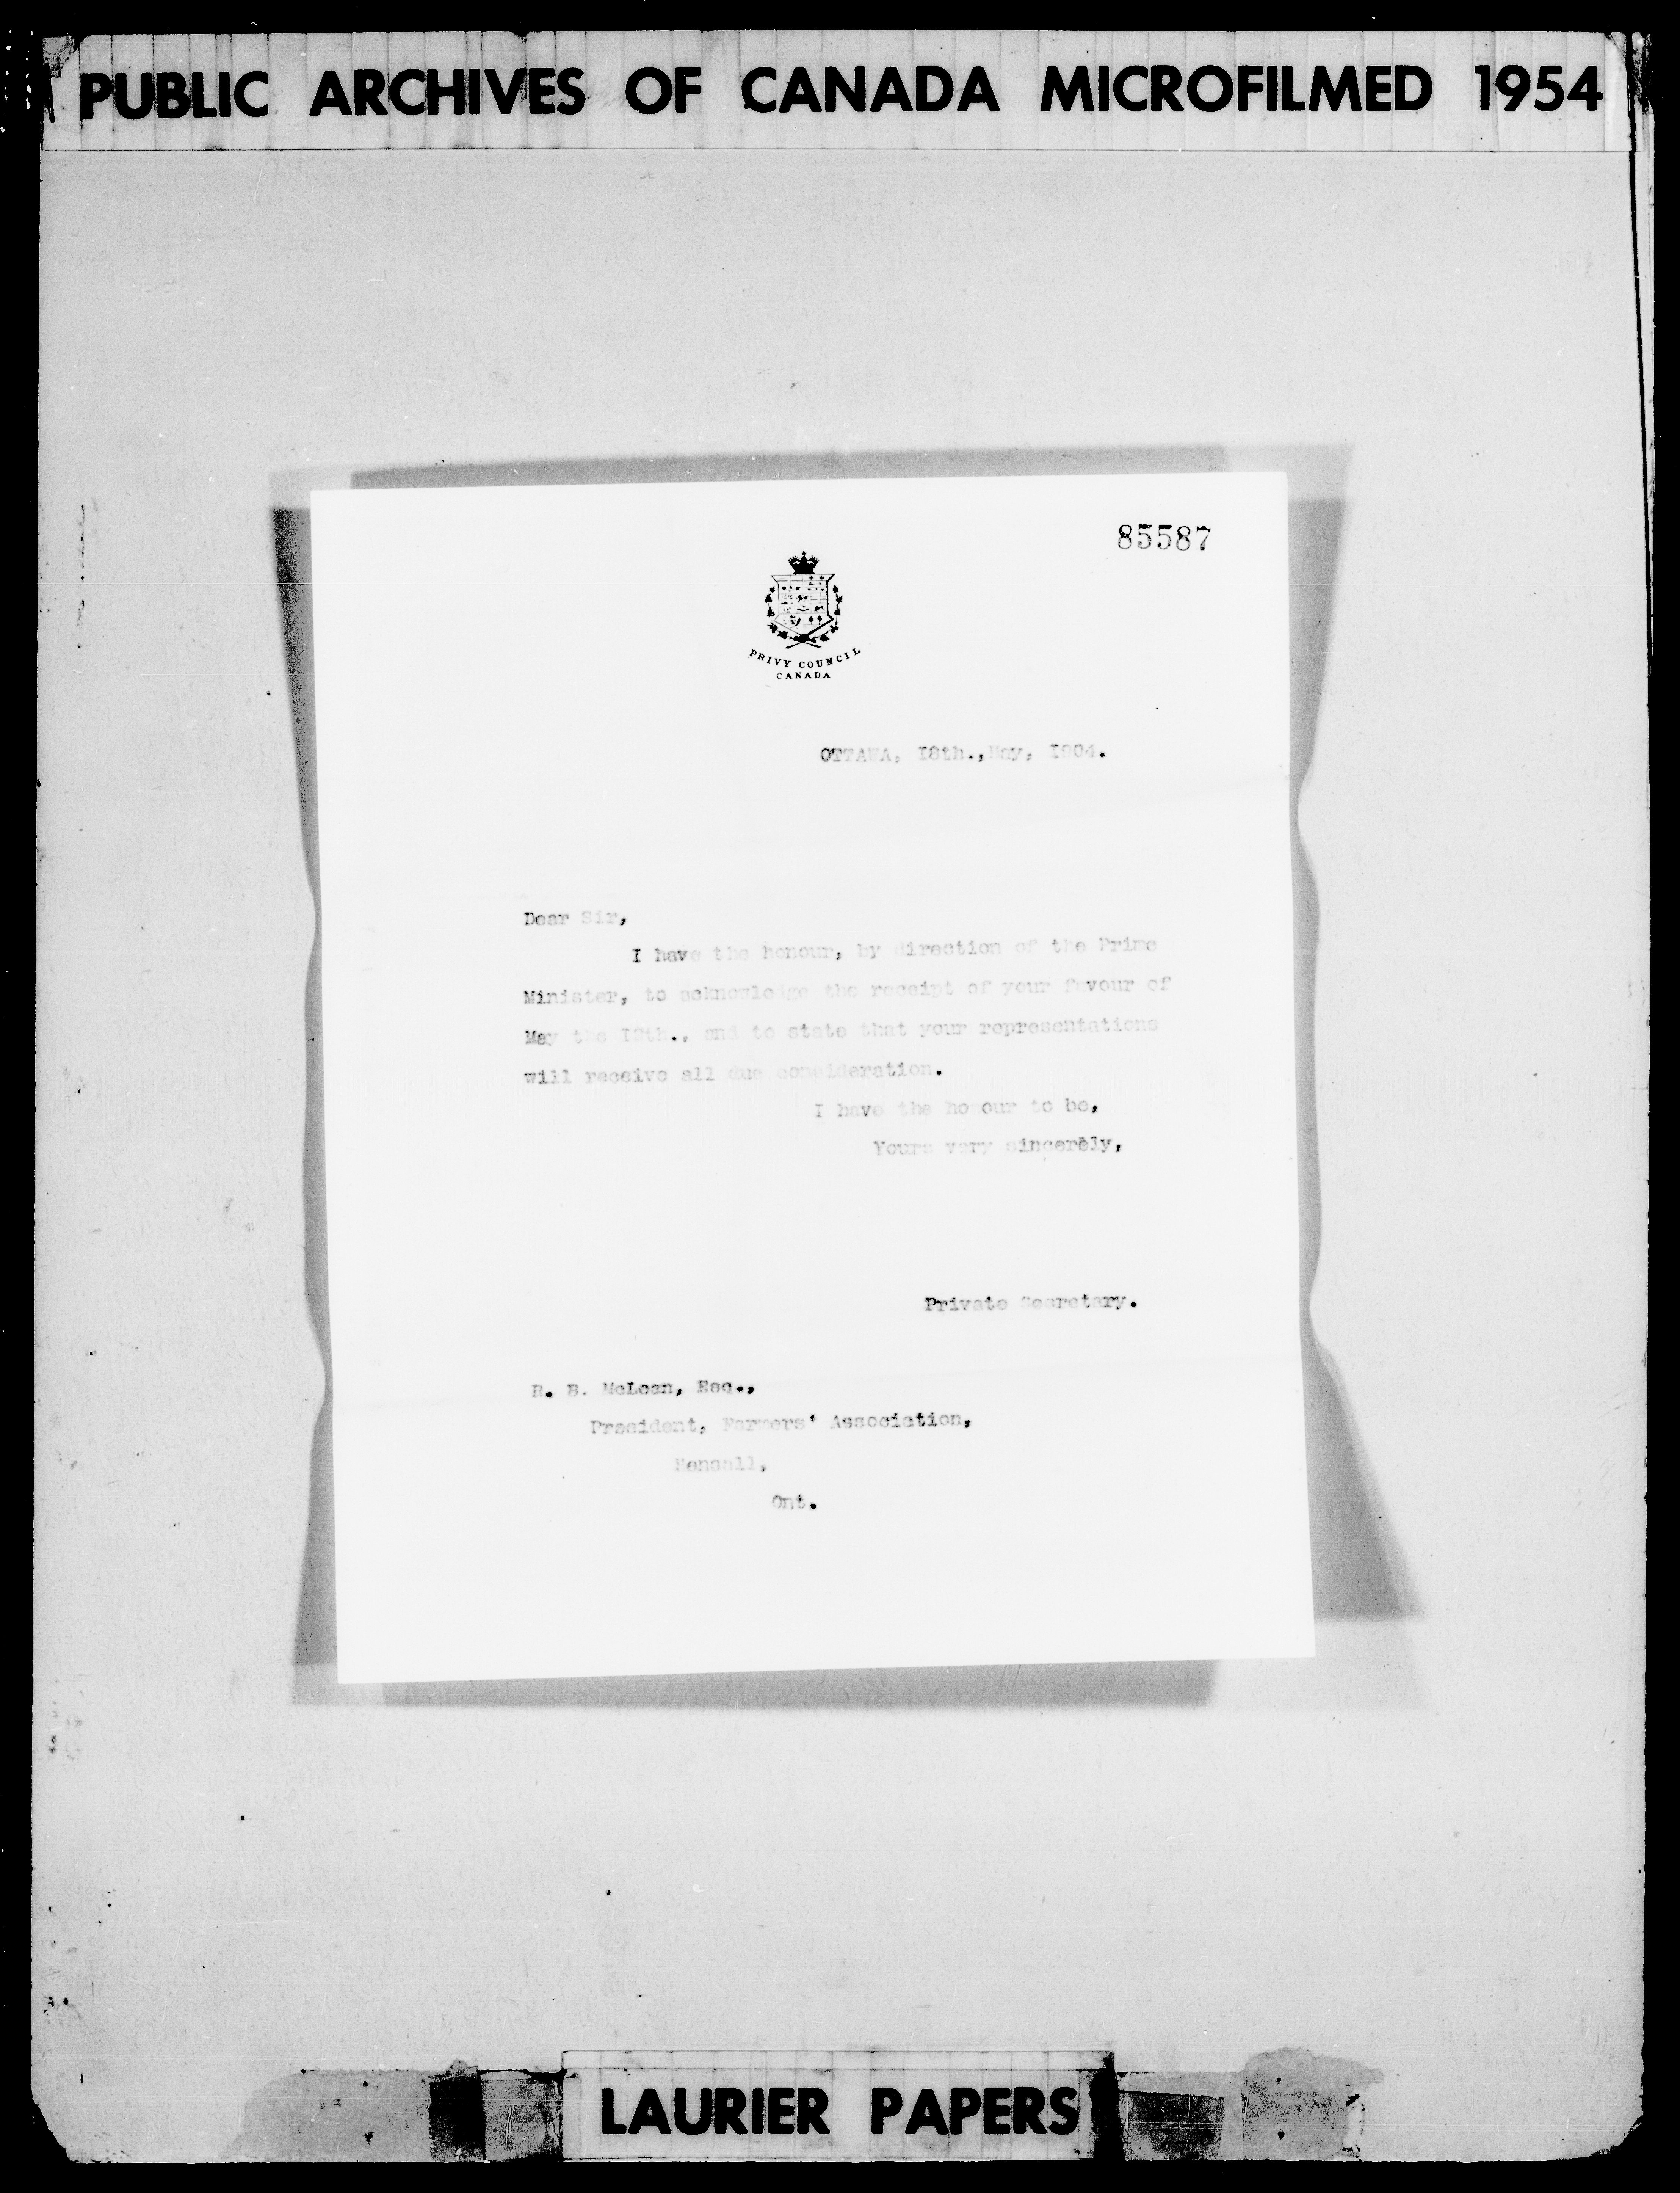 PUBLIC ARCHIVES OF CANADA MICROFILMED 1954
85587
PRIVY COUNCIL
CANADA
OTTAWA, 18th.,May, 1904.
Dear Sir,
I have the honour, by direction of the Prime
Minister, to acknowledge the receipt of your favour of
May the 12th., and to state that your representations
will receive all due consideration.
I have the honour to be,
Yours very sincerely,
Private Secretary.
R. B. McLean, Esq.,
President, Farmers' Association,
Hensall,
Ont.
LAURIER PAPERS